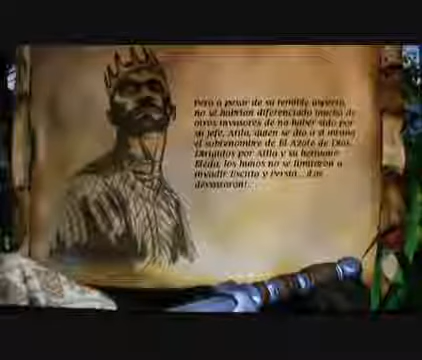 Pero a pesar de su temible aspecto,
no se habrían diferenciado mucho de
otros invasores de no haber sido por
su jefe, Atila, quien se dio a sí mismo
el sobrenombre de El Azote de Dios.
Dirigidos por Atila y su hermano
Bleda, los hunos no se limitaron a
invadir Escitia y Persia... ¡Las
devastaron!